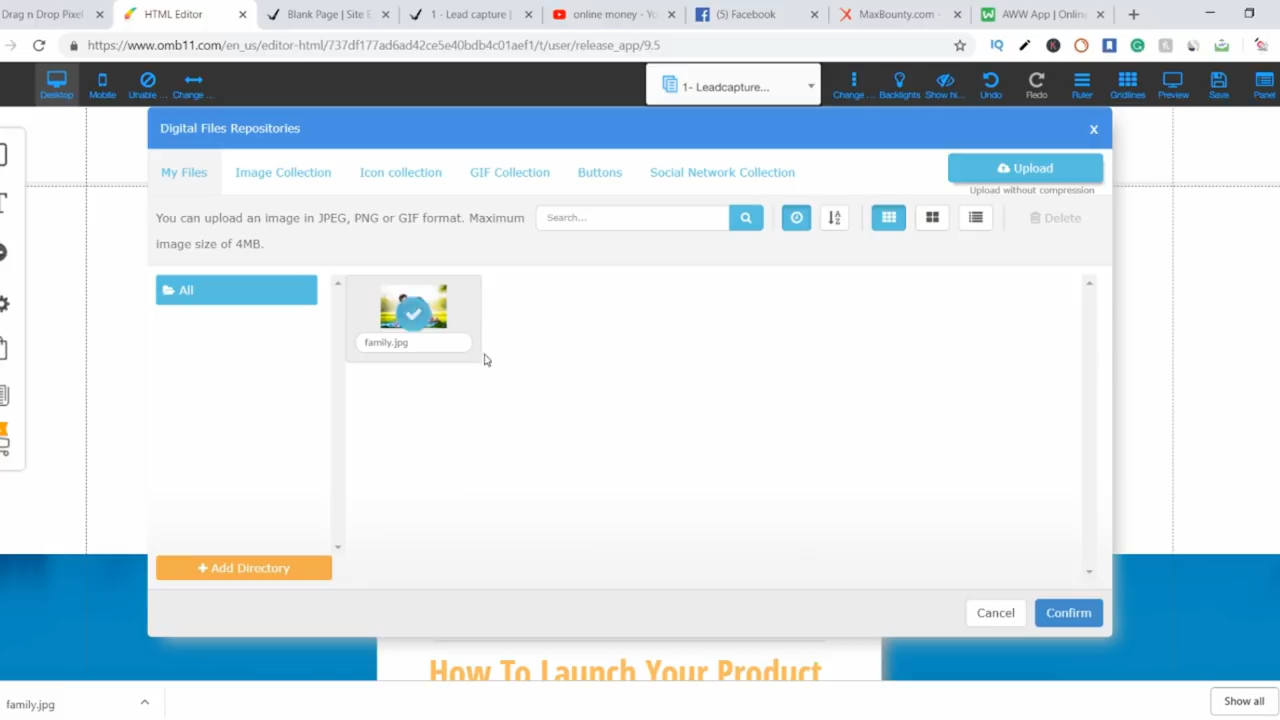 Drag n Drop Pixel
HTML Editor
Blank Page | Site E
1 - Lead capture |
online money - Yo
(5) Facebook
MaxBounty.com -
AWW App | Onlin
https://www.omb11.com/en_us/editor-html/737df177ad6ad42ce5e40bdb4c01aef1/t/user/release_app/9.5
Desktop
Mobile
Unable ...
Change ...
1- Leadcapture...
Change ...
Backlights
Show hi...
Undo
Redo
Ruler
Gridlines
Preview
Save
Panel
Digital Files Repositories
X
My Files
Image Collection
Icon collection
GIF Collection
Buttons
Social Network Collection
Upload
Upload without compression
You can upload an image in JPEG, PNG or GIF format. Maximum
image size of 4MB.
Search...
Delete
All
family.jpg
+ Add Directory
Cancel
Confirm
How To Launch Your Product
family.jpg
Show all